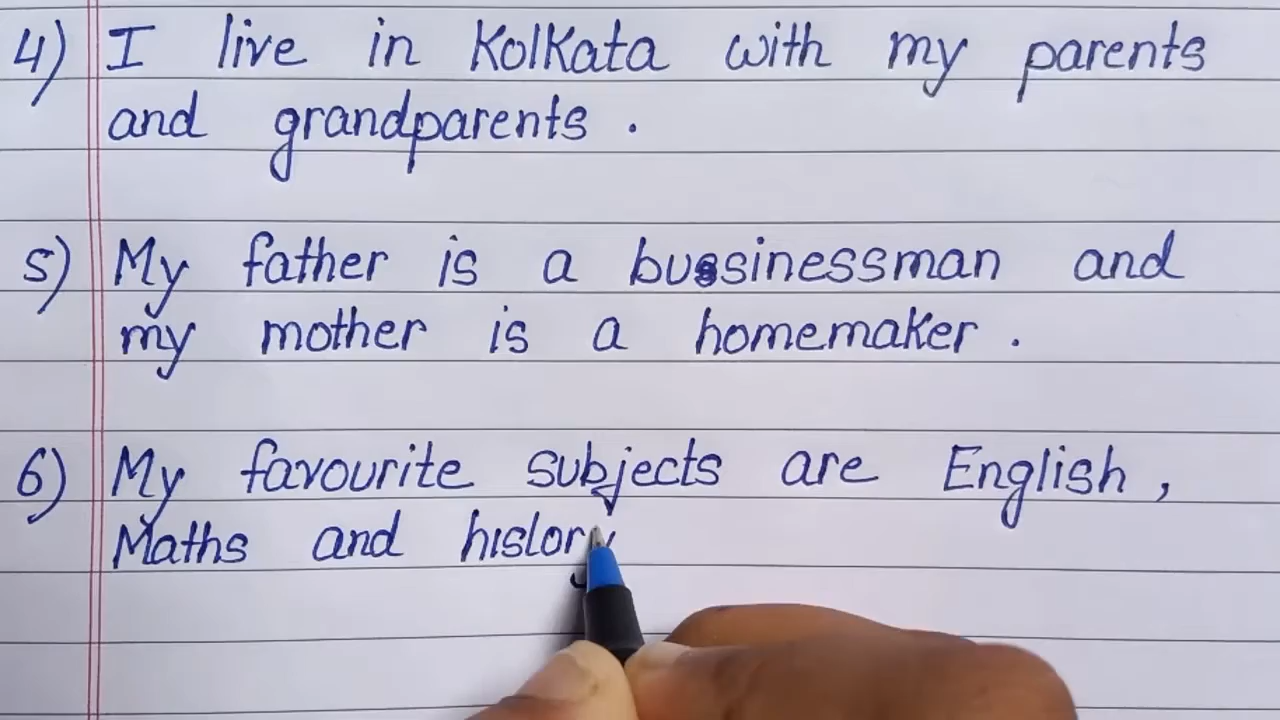 4) I live in Kolkata with my parents
and grandparents .
5) My father is a bussinessman and
my mother is a homemaker .
6) My favourite subjects are English ,
Maths and history